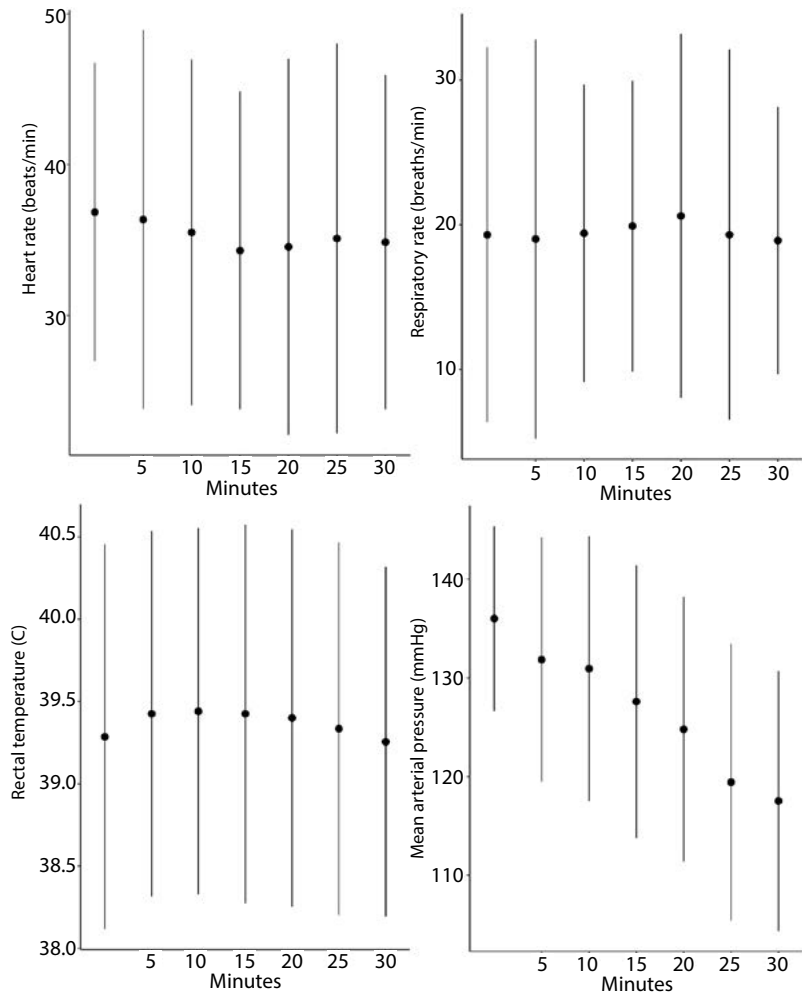 Heart rate (beats/min)
50
40
30
5 10 15 20 25 30
Minutes
Respiratory rate (breaths/min)
30
20
10
5 10 15 20 25 30
Minutes
Rectal temperature (C)
40.5
40.0
39.5
39.0
38.5
38.0
5 10 15 20 25 30
Minutes
Mean arterial pressure (mmHg)
140
130
120
110
5 10 15 20 25 30
Minutes